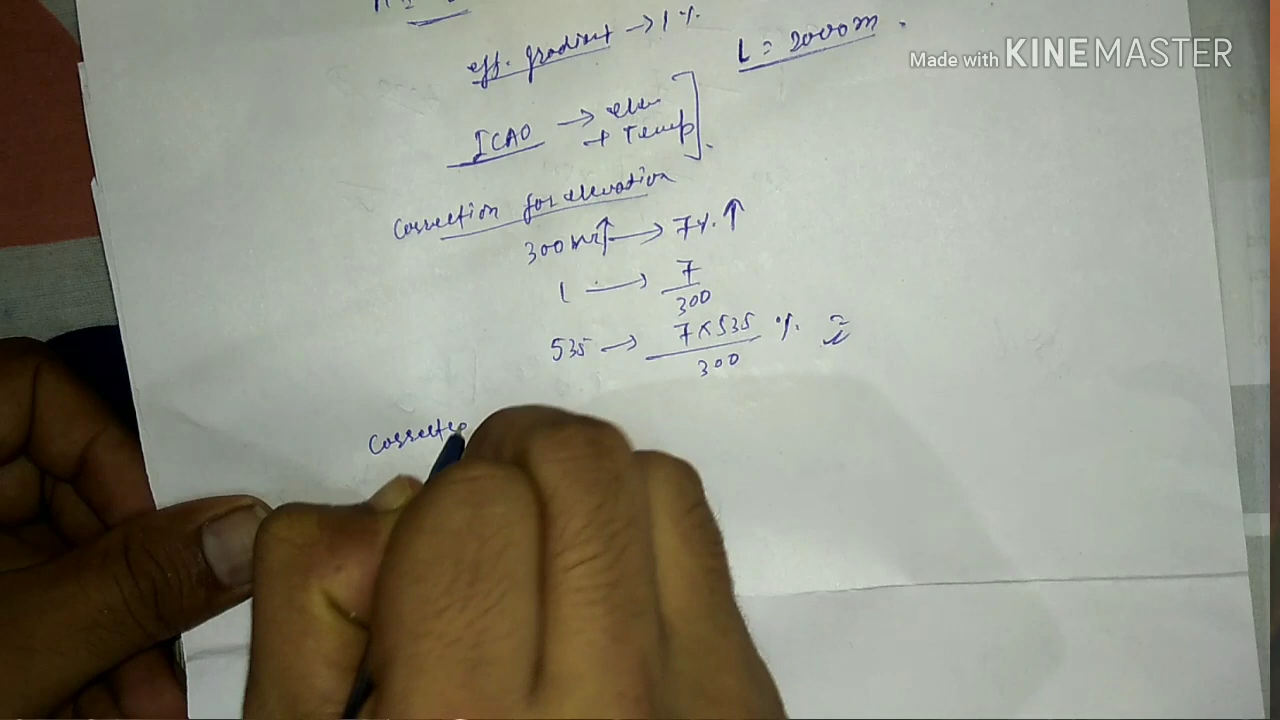 eff. gradient → 1 %
L = 2000m .
Made with KINEMASTER
ICAO → elev
+ Temp
Correction for elevation
300 m↑ → 7%. ↑
1 → 7/300
535 → 7×535/300 %.
Correctio